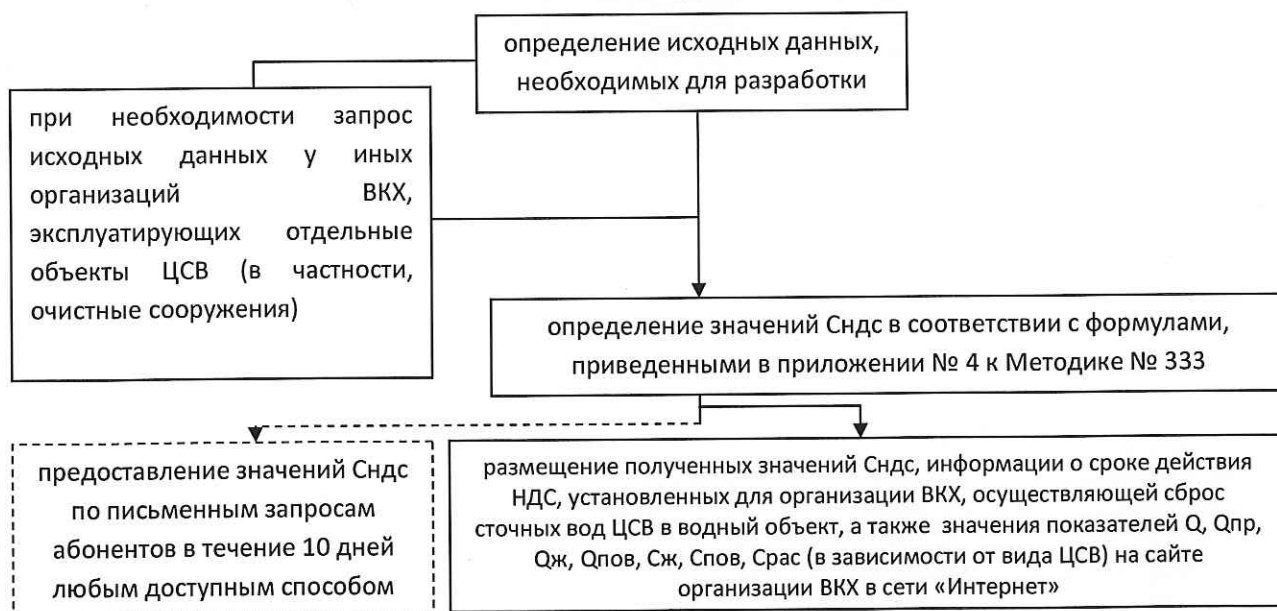 определение исходных данных,
необходимых для разработки
при необходимости запрос
исходных данных у иных
организаций ВКХ,
эксплуатирующих отдельные
объекты ЦСВ (в частности,
очистные сооружения)
определение значений Сндс в соответствии с формулами,
приведенными в приложении № 4 к Методике № 333
предоставление значений Сндс
по письменным запросам
абонентов в течение 10 дней
любым доступным способом
размещение полученных значений Сндс, информации о сроке действия
НДС, установленных для организации ВКХ, осуществляющей сброс
сточных вод ЦСВ в водный объект, а также значения показателей Q, Qпр,
Qж, Qпов, Сж, Спов, Срас (в зависимости от вида ЦСВ) на сайте
организации ВКХ в сети «Интернет»